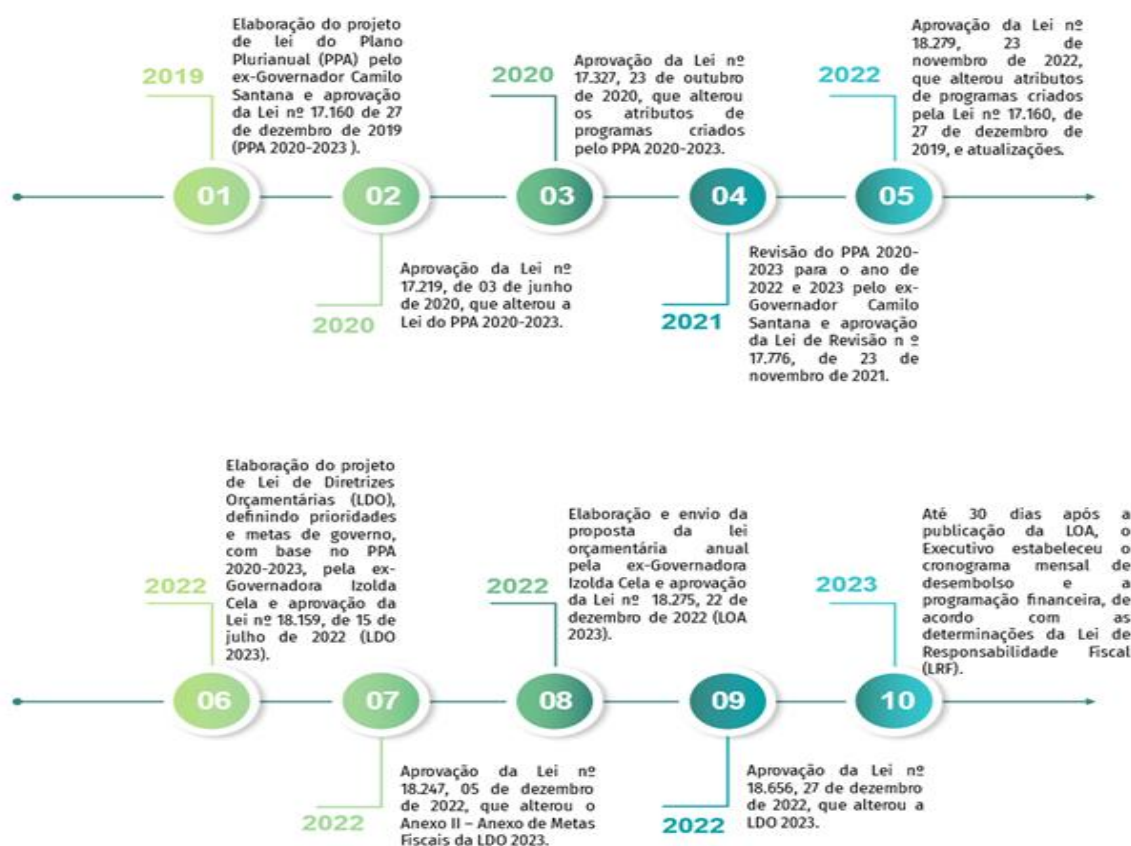 2019
Elaboração do projeto
de lei do Plano
Plurianual (PPA) pelo
ex-Governador Camilo
Santana e aprovação
da Lei nº 17.160 de 27
de dezembro de 2019
(PPA 2020-2023 ).
01
02
2020
Aprovação da Lei nº
17.219, de 03 de junho
de 2020, que alterou a
Lei do PPA 2020-2023.
2020
Aprovação da Lei nº
17.327, 23 de outubro
de 2020, que alterou
os atributos de
programas criados
pelo PPA 2020-2023.
03
04
2021
Revisão do PPA 2020-
2023 para o ano de
2022 e 2023 pelo ex-
Governador Camilo
Santana e aprovação
da Lei de Revisão n º
17.776, de 23 de
novembro de 2021.
2022
Aprovação da Lei nº
18.279, 23 de
novembro de 2022,
que alterou atributos
de programas criados
pela Lei nº 17.160, de
27 de dezembro de
2019, e atualizações.
05
2022
Elaboração do projeto
de Lei de Diretrizes
Orçamentárias (LDO),
definindo prioridades
e metas de governo,
com base no PPA
2020-2023, pela ex-
Governadora Izolda
Cela e aprovação da
Lei nº 18.159, de 15 de
julho de 2022 (LDO
2023).
06
07
2022
Aprovação da Lei nº
18.247, 05 de dezembro
de 2022, que alterou o
Anexo II – Anexo de Metas
Fiscais da LDO 2023.
2022
Elaboração e envio da
proposta da lei
orçamentária anual
pela ex-Governadora
Izolda Cela e aprovação
da Lei nº 18.275, 22 de
dezembro de 2022 (LOA
2023).
08
09
2022
Aprovação da Lei nº
18.656, 27 de dezembro
de 2022, que alterou a
LDO 2023.
2023
Até 30 dias após a
publicação da LOA, o
Executivo estabeleceu o
cronograma mensal de
desembolso e a
programação financeira, de
acordo com as
determinações da Lei de
Responsabilidade Fiscal
(LRF).
10